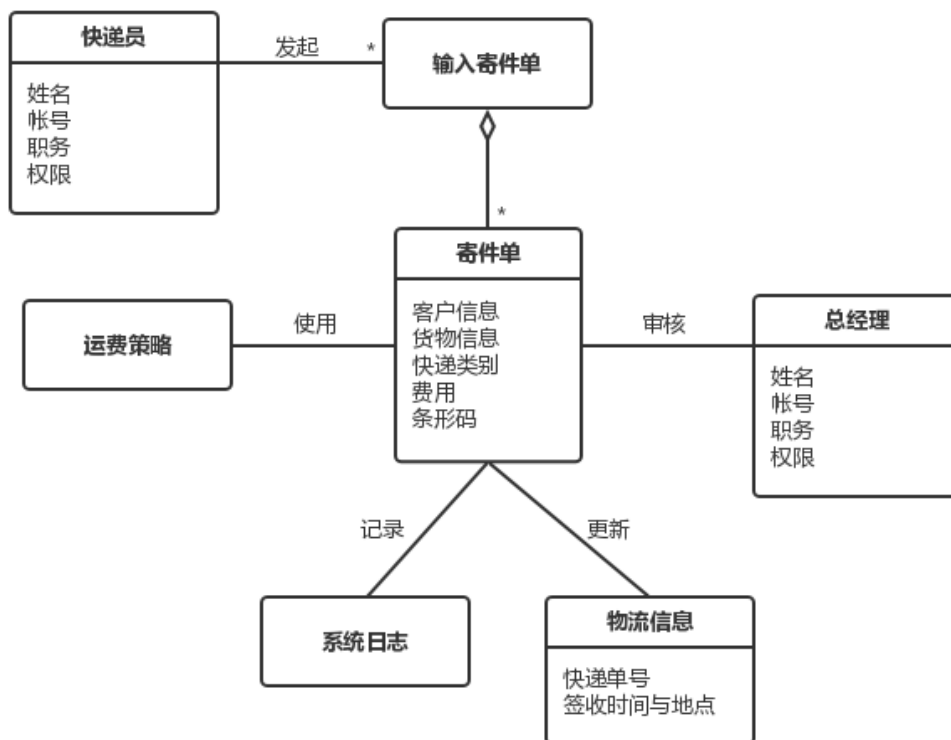 快递员
姓名
帐号
职务
权限
发起
*
输入寄件单
*
寄件单
客户信息
货物信息
快递类别
费用
条形码
运费策略
使用
审核
总经理
姓名
帐号
职务
权限
记录
更新
系统日志
物流信息
快递单号
签收时间与地点